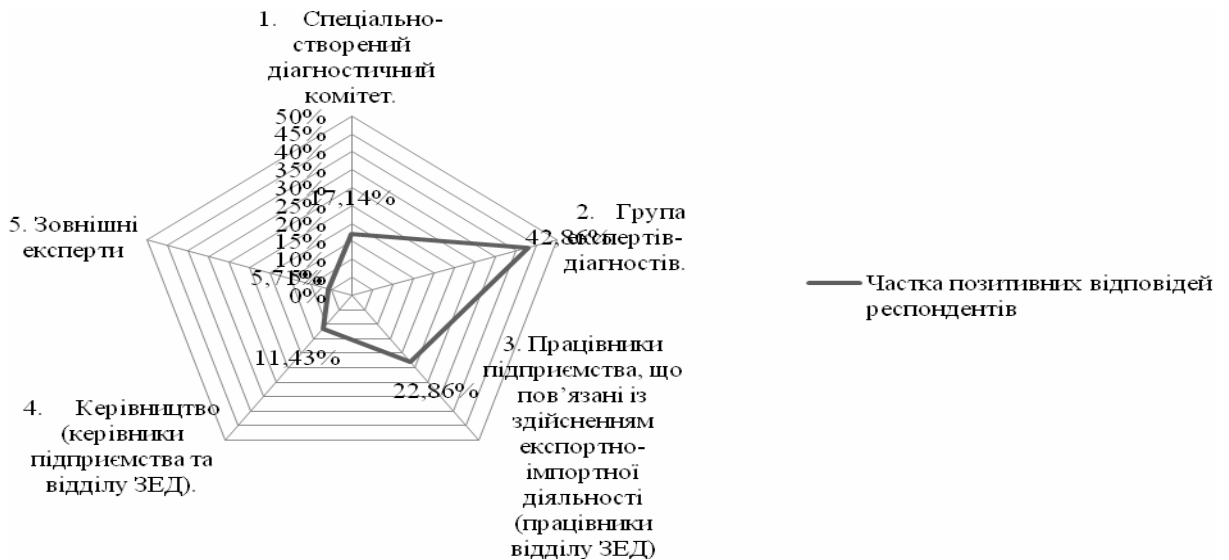 1. Спеціально-
створений
діагностичний
комітет.
50%
45%
40%
35%
30%
25%
20%
15%
10%
5%
0%
17,14%
2. Група
експертів-
діагностів.
42,86%
3. Працівники
підприємства, що
пов’язані із
здійсненням
експортно-
імпортної
діяльності
(працівники
відділу ЗЕД)
22,86%
4. Керівництво
(керівники
підприємства та
відділу ЗЕД).
11,43%
5. Зовнішні
експерти
5,71%
Частка позитивних відповідей
респондентів